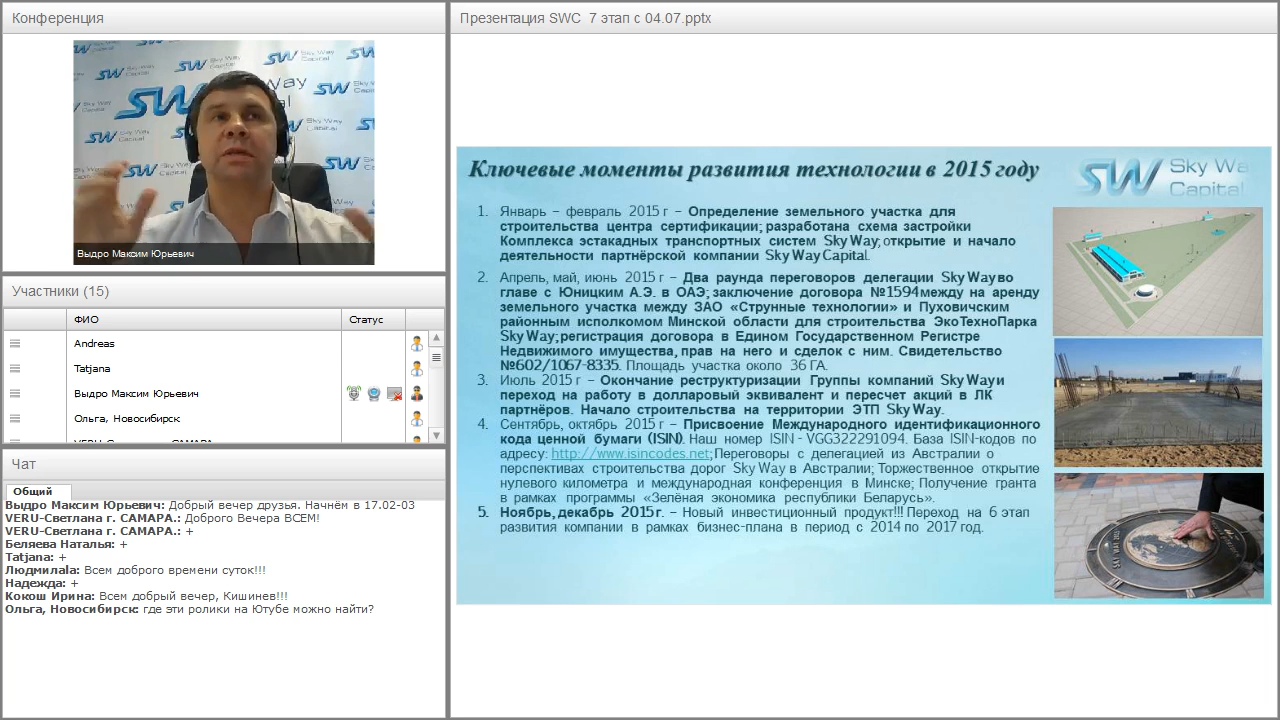 Конференция
Sky Way
Capital
Выдро Максим Юрьевич
Участники (15)
ФИО
Статус
Andreas
Tatjana
Выдро Максим Юрьевич
Ольга, Новосибирск
Чат
Общий
Выдро Максим Юрьевич: Добрый вечер друзья. Начнём в 17.02-03
VERU-Светлана г. САМАРА.: Доброго Вечера ВСЕМ!
VERU-Светлана г. САМАРА.: +
Беляева Наталья: +
Tatjana: +
Людмилаla: Всем доброго времени суток!!!
Надежда: +
Кокош Ирина: Всем добрый вечер, Кишинев!!!
Ольга, Новосибирск: где эти ролики на Ютубе можно найти?
Презентация SWC 7 этап с 04.07.pptx
Ключевые моменты развития технологии в 2015 году
SW Sky Wa
Capital
1. Январь – февраль 2015 г – Определение земельного участка для
строительства центра сертификации; разработана схема застройки
Комплекса эстакадных транспортных систем Sky Way; открытие и начало
деятельности партнёрской компании Sky Way Capital.
2. Апрель, май, июнь 2015 г – Два раунда переговоров делегации Sky Way во
главе с Юницким А.Э. в ОАЭ; заключение договора №1594 между на аренду
земельного участка между ЗАО «Струнные технологии» и Пуховичским
районным исполкомом Минской области для строительства ЭкоТехноПарка
Sky Way; регистрация договора в Едином Государственном Регистре
Недвижимого имущества, прав на него и сделок с ним. Свидетельство
№602/1067-8335. Площадь участка около 36 ГА.
3. Июль 2015 г – Окончание реструктуризации Группы компаний Sky Way и
переход на работу в долларовый эквивалент и пересчет акций в ЛК
партнёров. Начало строительства на территории ЭТП Sky Way.
4. Сентябрь, октябрь 2015 г – Присвоение Международного идентификационного
кода ценной бумаги (ISIN). Наш номер ISIN - VGG322291094. База ISIN-кодов по
адресу: http://www.isincodes.net; Переговоры с делегацией из Австралии о
перспективах строительства дорог Sky Way в Австралии; Торжественное открытие
нулевого километра и международная конференция в Минске; Получение гранта
в рамках программы «Зелёная экономика республики Беларусь».
5. Ноябрь, декабрь 2015 г. – Новый инвестиционный продукт!!! Переход на 6 этап
развития компании в рамках бизнес-плана в период с 2014 по 2017 год.